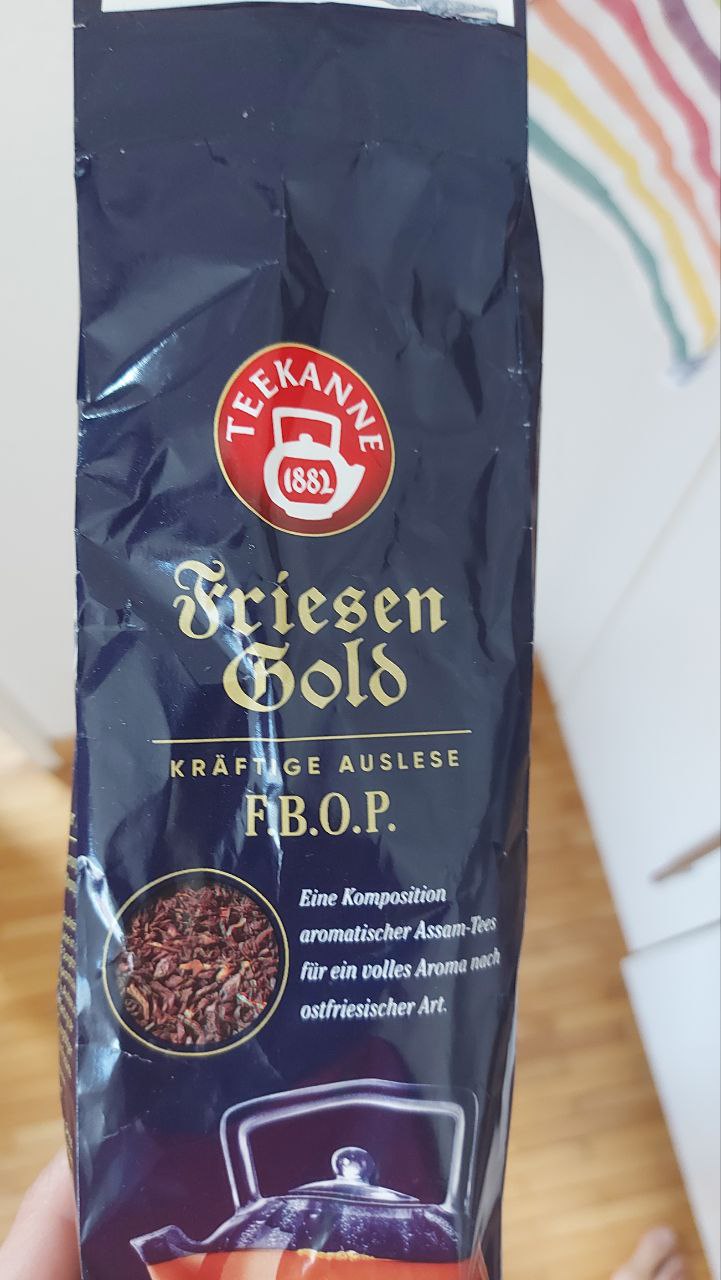 TEEKANNE
1882
Friesen
Gold
KRÄFTIGE AUSLESE
F.B.O.P.
Eine Komposition
aromatischer Assam-Tees
für ein volles Aroma nach
ostfriesischer Art.